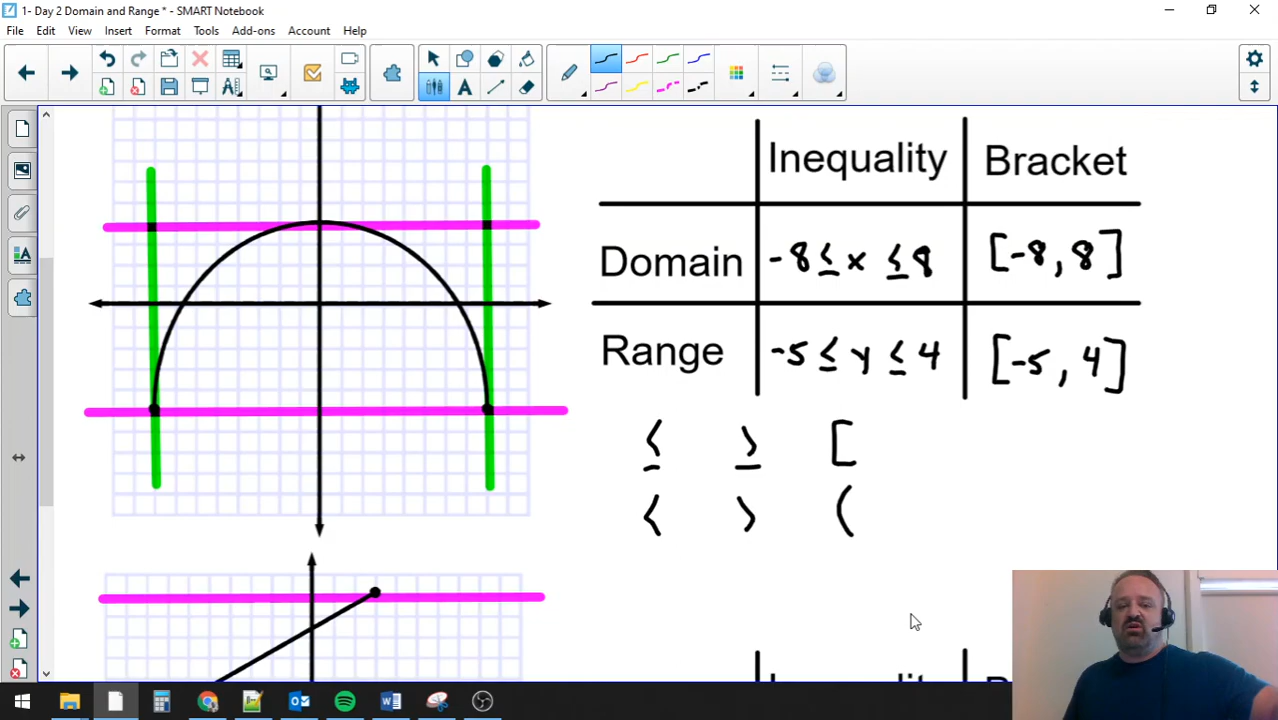 1- Day 2 Domain and Range * - SMART Notebook
File Edit View Insert Format Tools Add-ons Account Help
Inequality Bracket
Domain -8 ≤ x ≤ 8 [-8, 8]
Range -5 ≤ y ≤ 4 [-5, 4]
≤ ≥ [
< > (